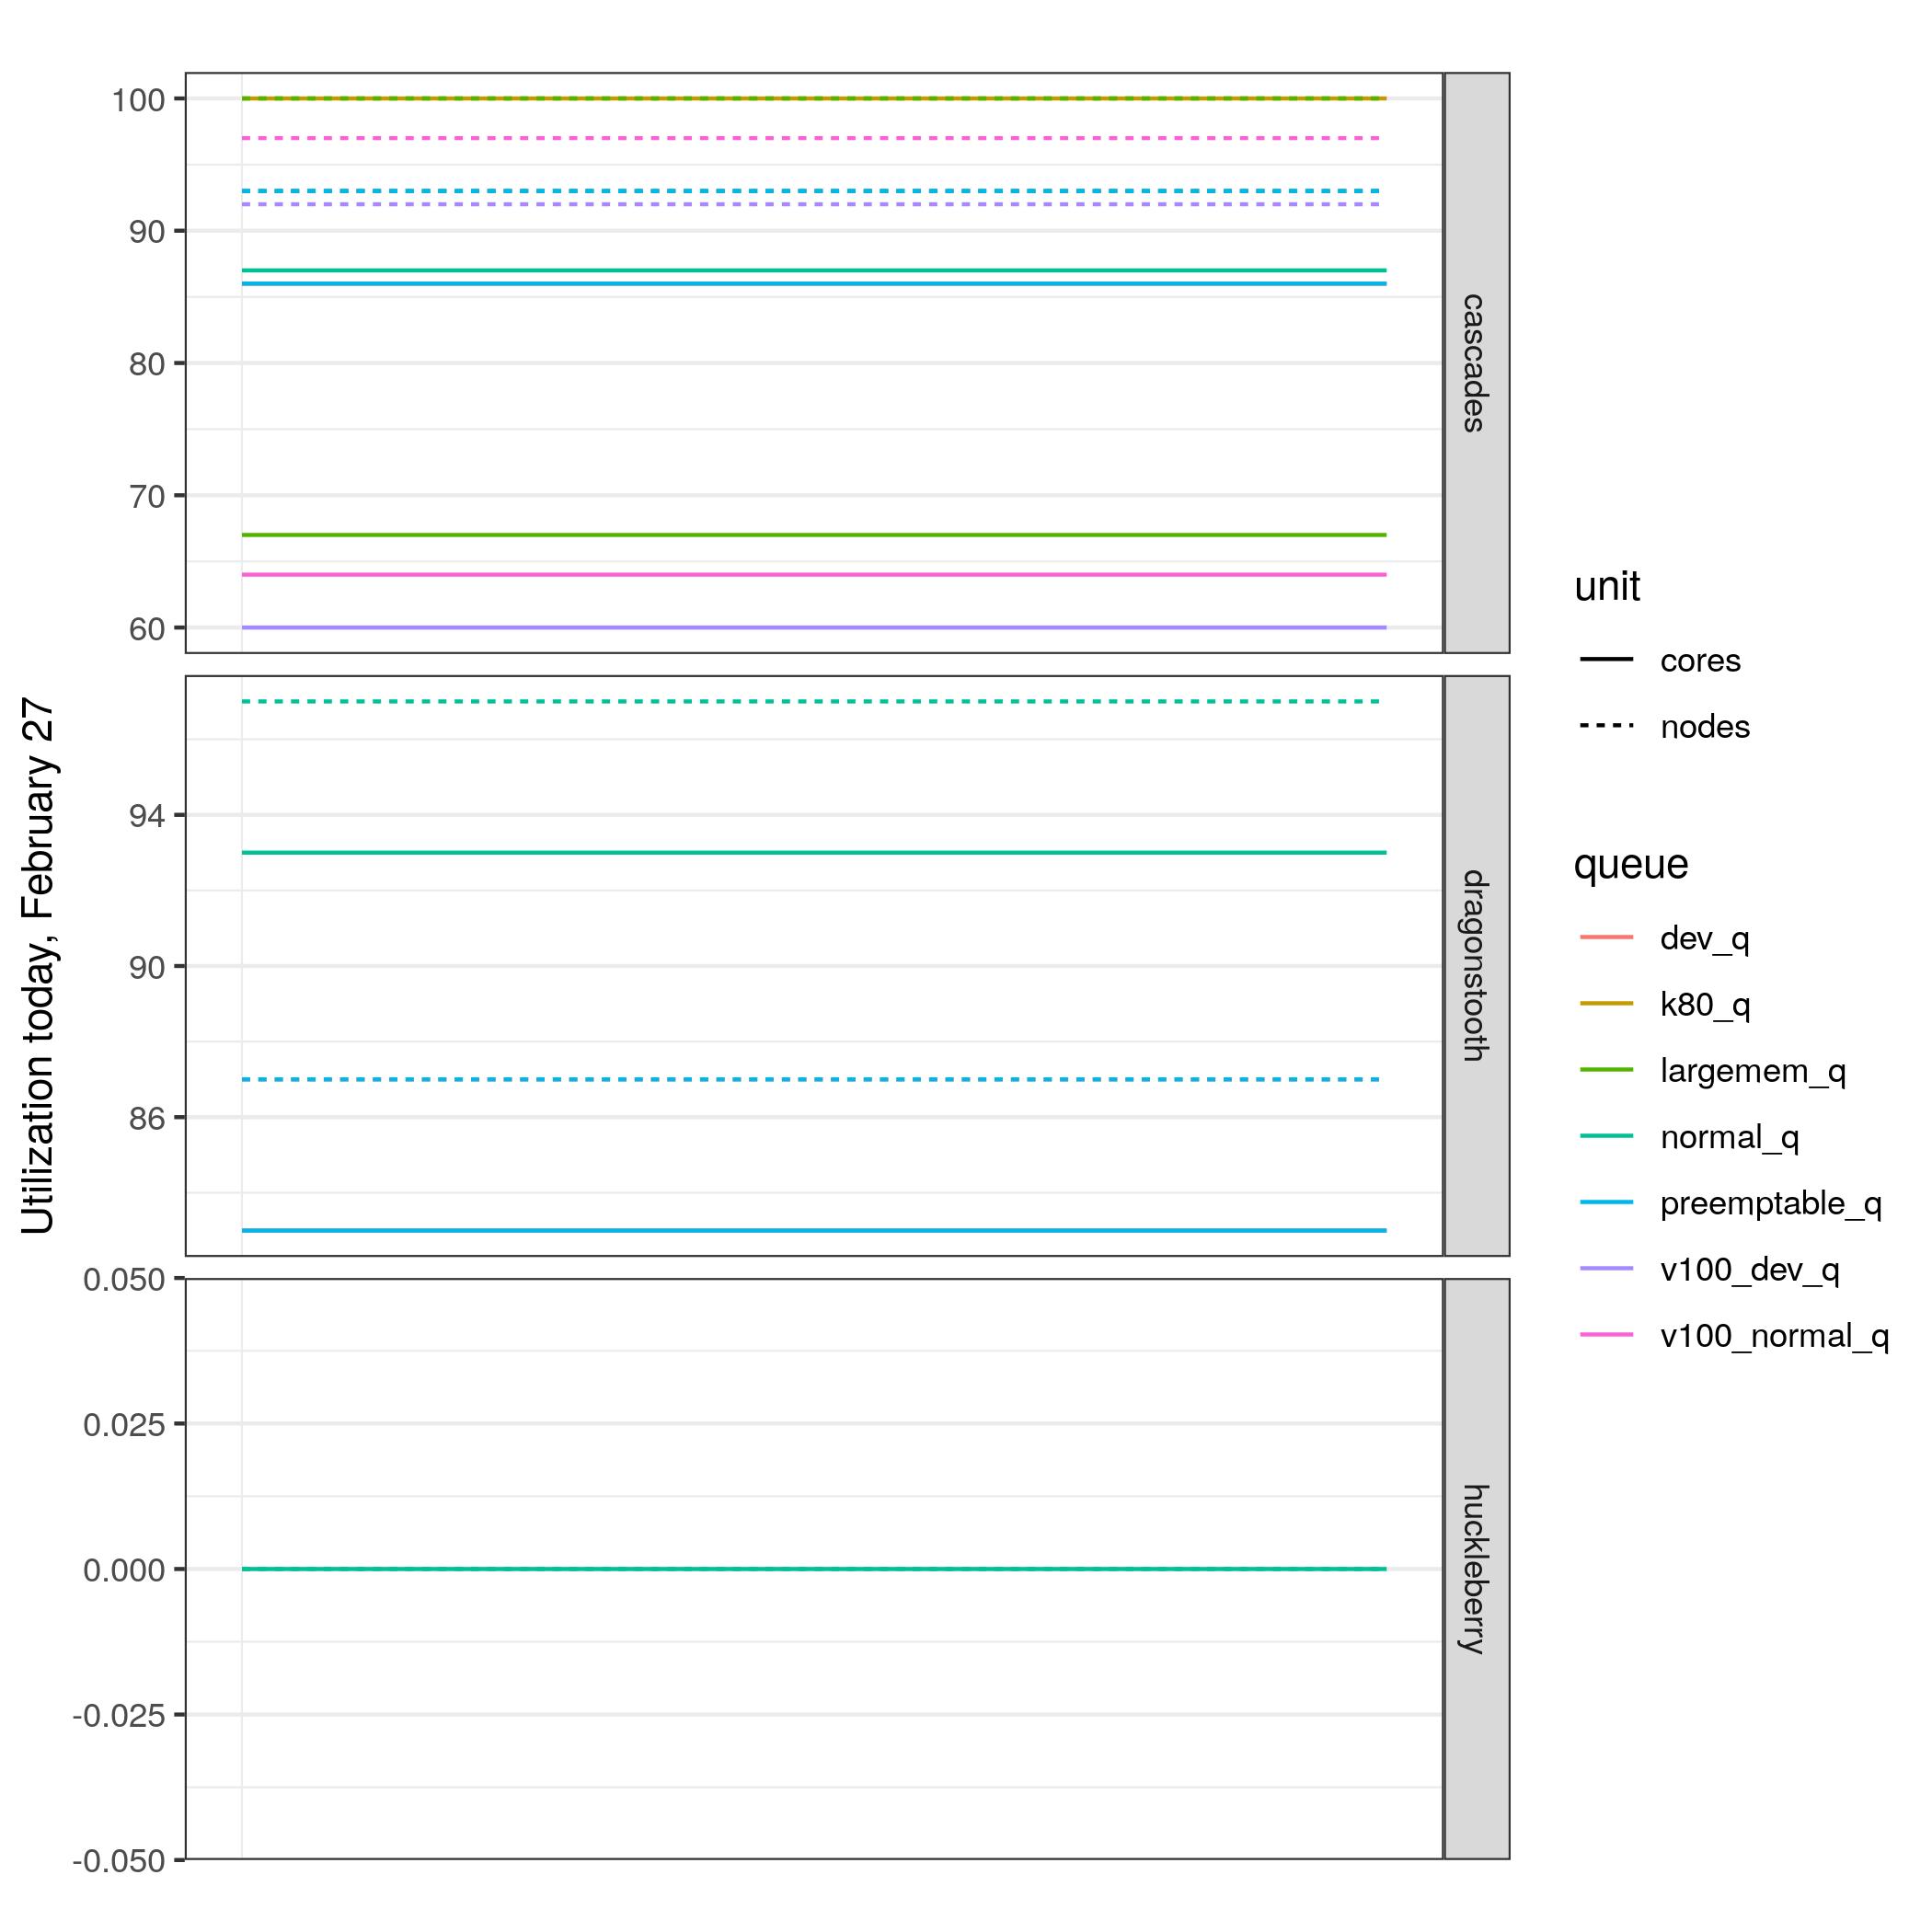 Utilization today, February 27
100
90
80
70
60
cascades
94
90
86
dragonstooth
0.050
0.025
0.000
-0.025
-0.050
huckleberry
unit
cores
nodes
queue
dev_q
k80_q
largemem_q
normal_q
preemptable_q
v100_dev_q
v100_normal_q